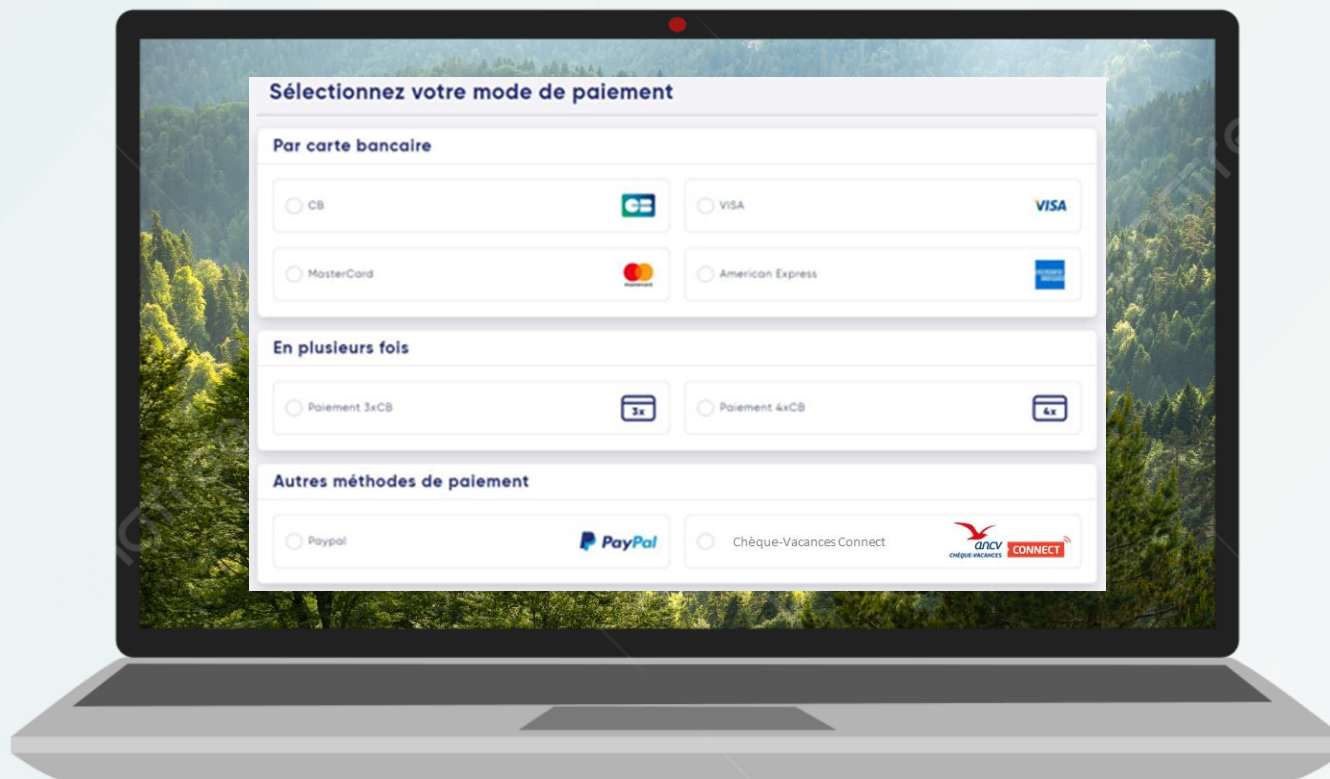 Sélectionnez votre mode de paiement
Par carte bancaire
CB
VISA VISA
MasterCard mastercard
American Express
En plusieurs fois
Paiement 3xCB 3x
Paiement 4xCB 4x
Autres méthodes de paiement
Paypal PayPal
Chèque-Vacances Connect
ancv
CHÈQUE-VACANCES CONNECT